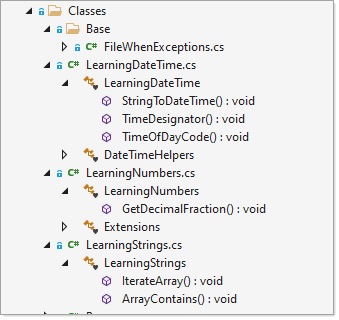 Classes
Base
C# FileWhenExceptions.cs
C# LearningDateTime.cs
LearningDateTime
StringToDateTime() : void
TimeDesignator() : void
TimeOfDayCode() : void
DateTimeHelpers
C# LearningNumbers.cs
LearningNumbers
GetDecimalFraction() : void
Extensions
C# LearningStrings.cs
LearningStrings
IterateArray() : void
ArrayContains() : void